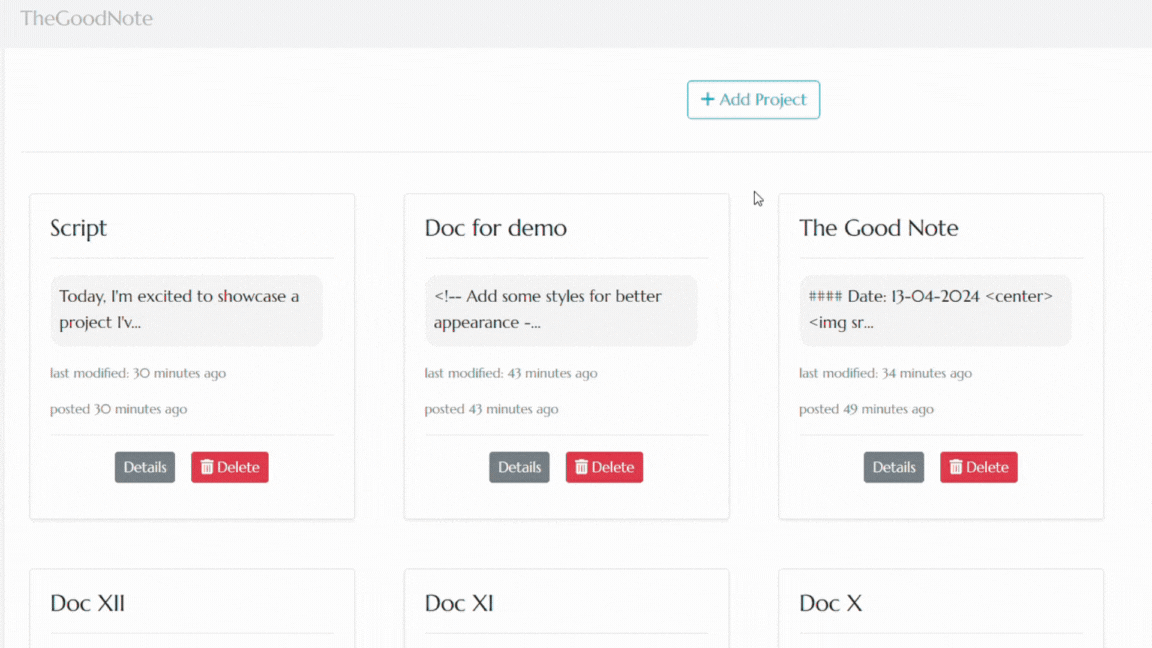 TheGoodNote
+ Add Project
Script
Doc for demo
The Good Note
Today, I'm excited to showcase a
project I'v...
<!-- Add some styles for better
appearance -...
#### Date: 13-04-2024 <center>
<img sr...
last modified: 30 minutes ago
last modified: 43 minutes ago
last modified: 34 minutes ago
posted 30 minutes ago
posted 43 minutes ago
posted 49 minutes ago
Details
Delete
Details
Delete
Details
Delete
Doc XII
Doc XI
Doc X